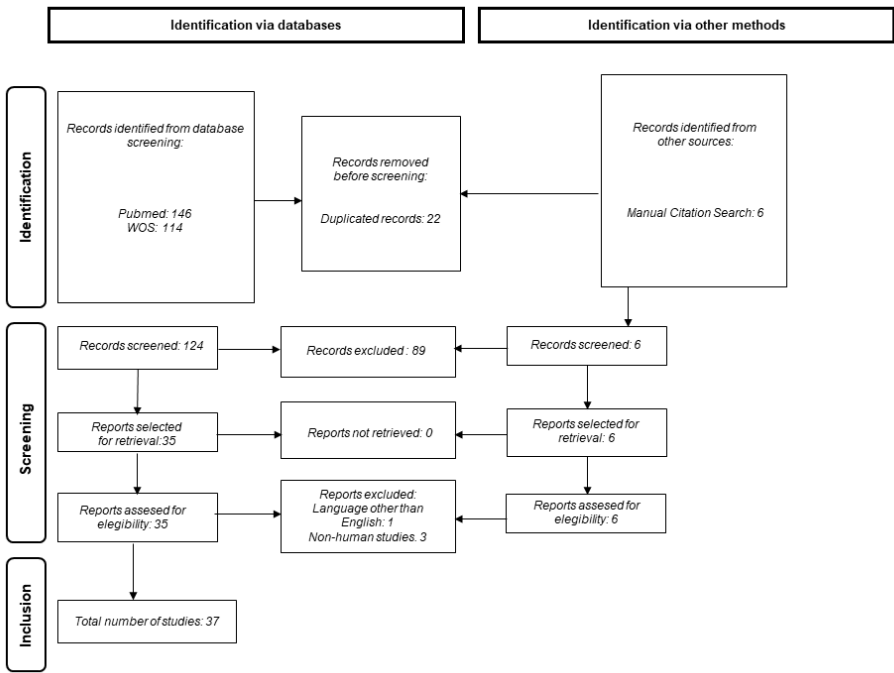 Identification via databases
Identification via other methods
Identification
Records identified from database
screening:
Pubmed: 146
WOS: 114
Records removed
before screening:
Duplicated records: 22
Records identified from
other sources:
Manual Citation Search: 6
Screening
Records screened: 124
Records excluded : 89
Records screened: 6
Reports selected
for retrieval:35
Reports not retrieved: 0
Reports selected for
retrieval: 6
Reports assesed for
elegibility: 35
Reports excluded:
Language other than
English: 1
Non-human studies. 3
Reports assessed for
elegibility: 6
Inclusion
Total number of studies: 37